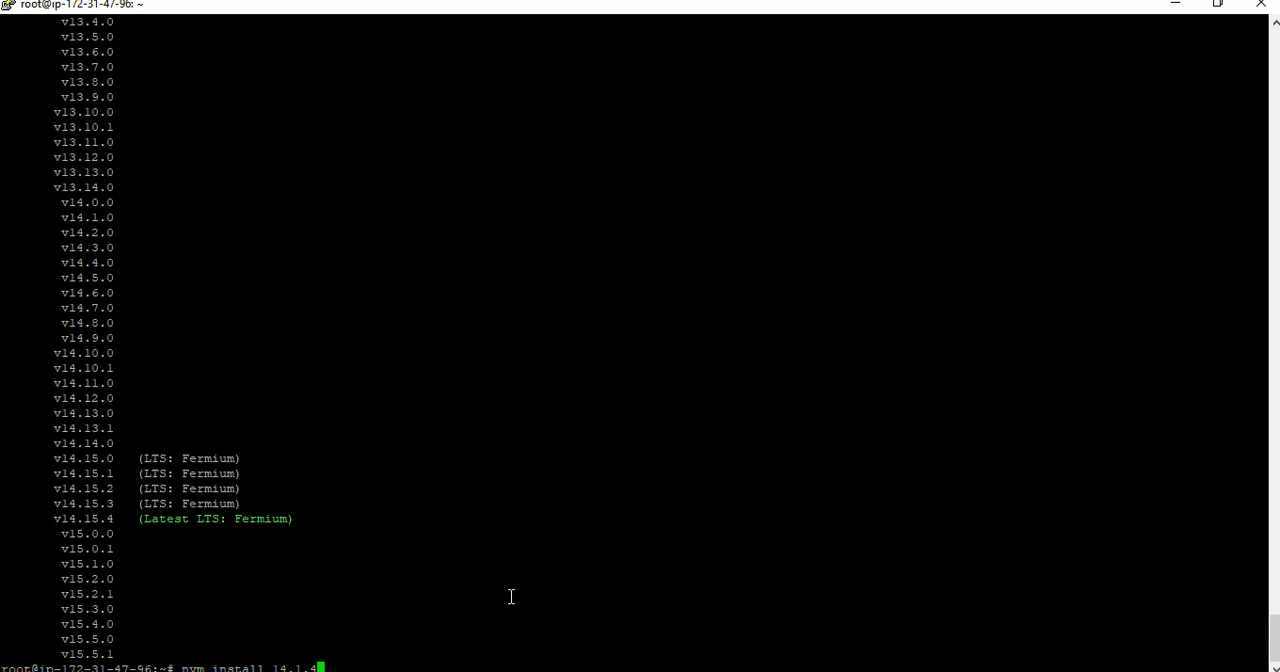 root@ip-172-31-47-96: ~
v13.4.0
v13.5.0
v13.6.0
v13.7.0
v13.8.0
v13.9.0
v13.10.0
v13.10.1
v13.11.0
v13.12.0
v13.13.0
v13.14.0
v14.0.0
v14.1.0
v14.2.0
v14.3.0
v14.4.0
v14.5.0
v14.6.0
v14.7.0
v14.8.0
v14.9.0
v14.10.0
v14.10.1
v14.11.0
v14.12.0
v14.13.0
v14.13.1
v14.14.0
v14.15.0 (LTS: Fermium)
v14.15.1 (LTS: Fermium)
v14.15.2 (LTS: Fermium)
v14.15.3 (LTS: Fermium)
v14.15.4 (Latest LTS: Fermium)
v15.0.0
v15.0.1
v15.1.0
v15.2.0
v15.2.1
v15.3.0
v15.4.0
v15.5.0
v15.5.1
root@ip-172-31-47-96:~# nvm install 14.1.4